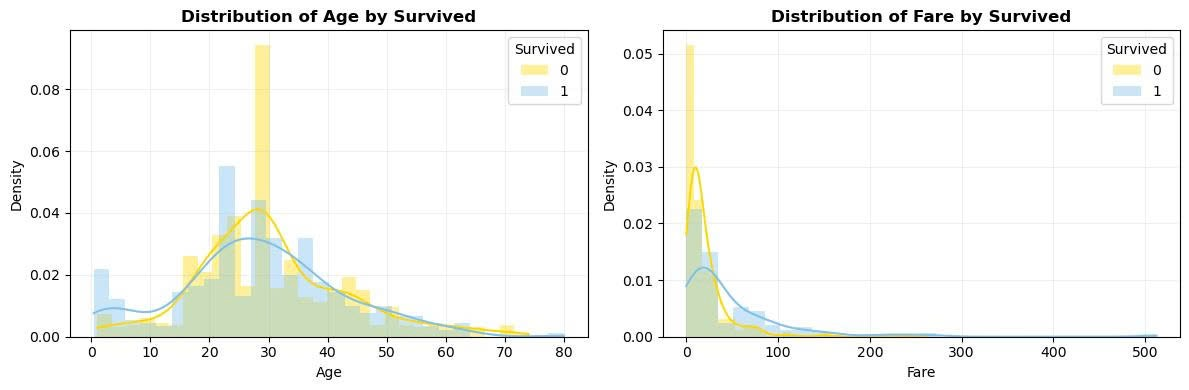 Distribution of Age by Survived
Survived
0
1
0.08
0.06
0.04
0.02
0.00
Density
0 10 20 30 40 50 60 70 80
Age
Distribution of Fare by Survived
Survived
0
1
0.05
0.04
0.03
0.02
0.01
0.00
Density
0 100 200 300 400 500
Fare